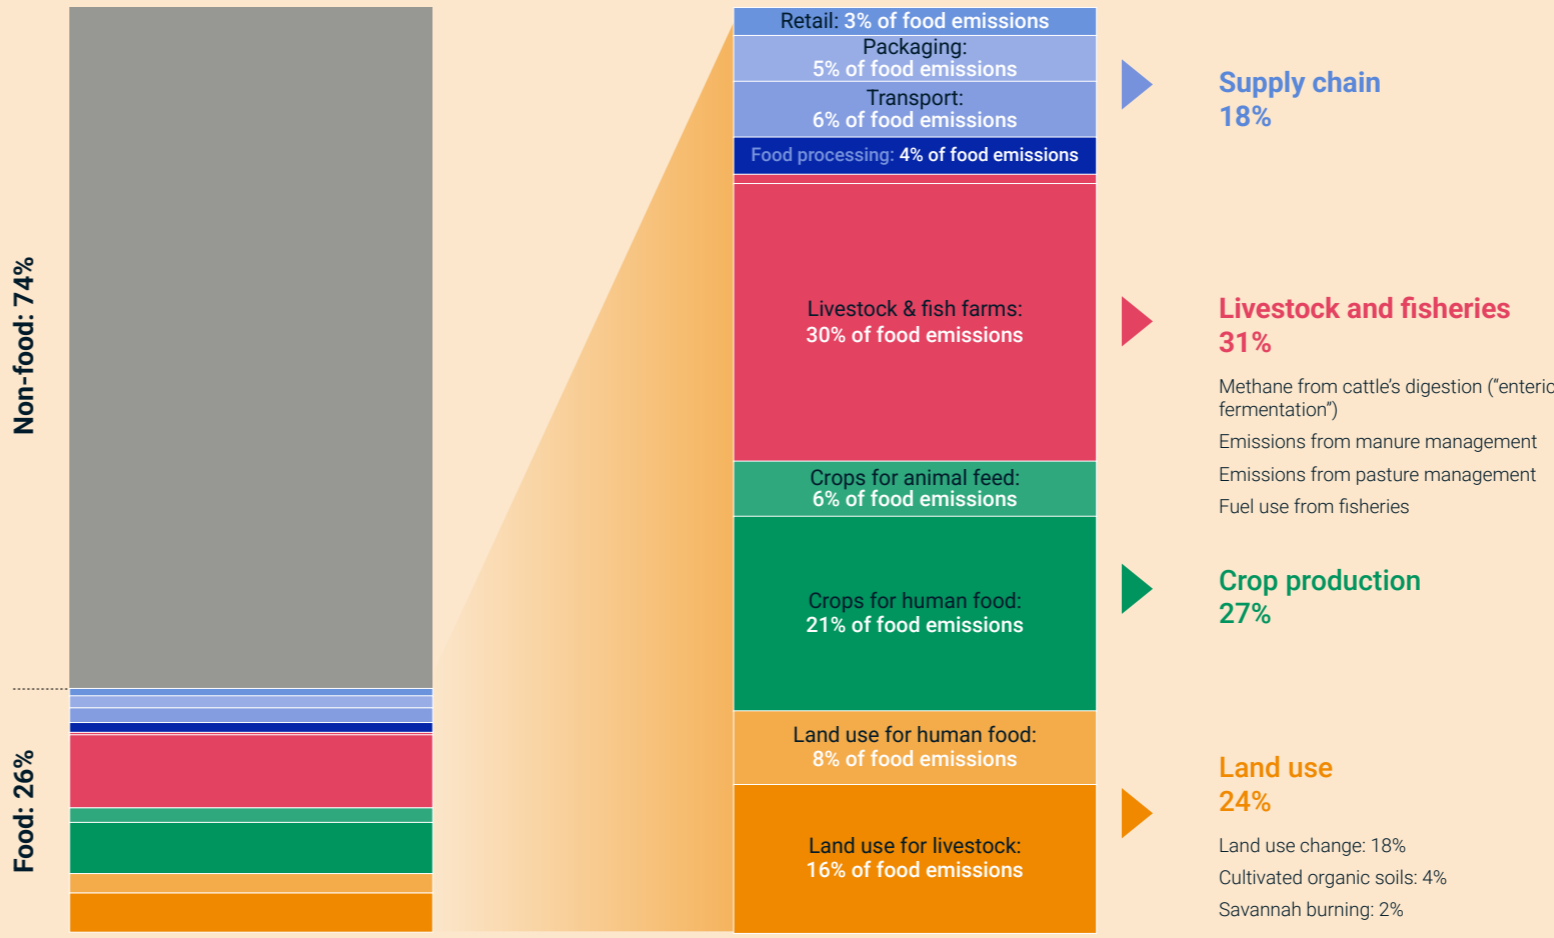 Non-food: 74%
Food: 26%
Retail: 3% of food emissions
Packaging:
5% of food emissions
Transport:
6% of food emissions
Food processing: 4% of food emissions
Livestock & fish farms:
30% of food emissions
Crops for animal feed:
6% of food emissions
Crops for human food:
21% of food emissions
Land use for human food:
8% of food emissions
Land use for livestock:
16% of food emissions
Supply chain
18%
Livestock and fisheries
31%
Methane from cattle’s digestion (“enteric
fermentation”)
Emissions from manure management
Emissions from pasture management
Fuel use from fisheries
Crop production
27%
Land use
24%
Land use change: 18%
Cultivated organic soils: 4%
Savannah burning: 2%